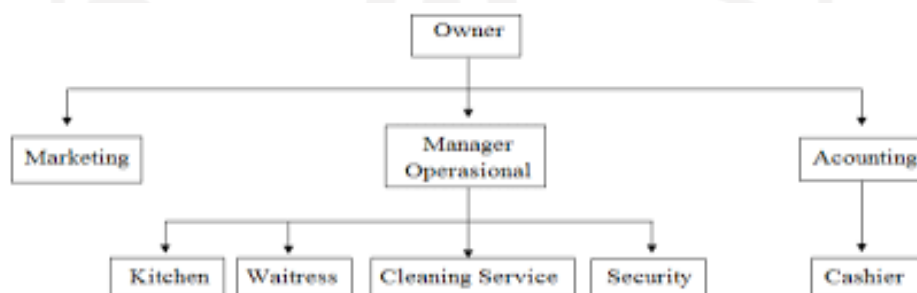 Owner
Marketing
Manager
Operasional
Acounting
Kitchen
Waitress
Cleaning Service
Security
Cashier